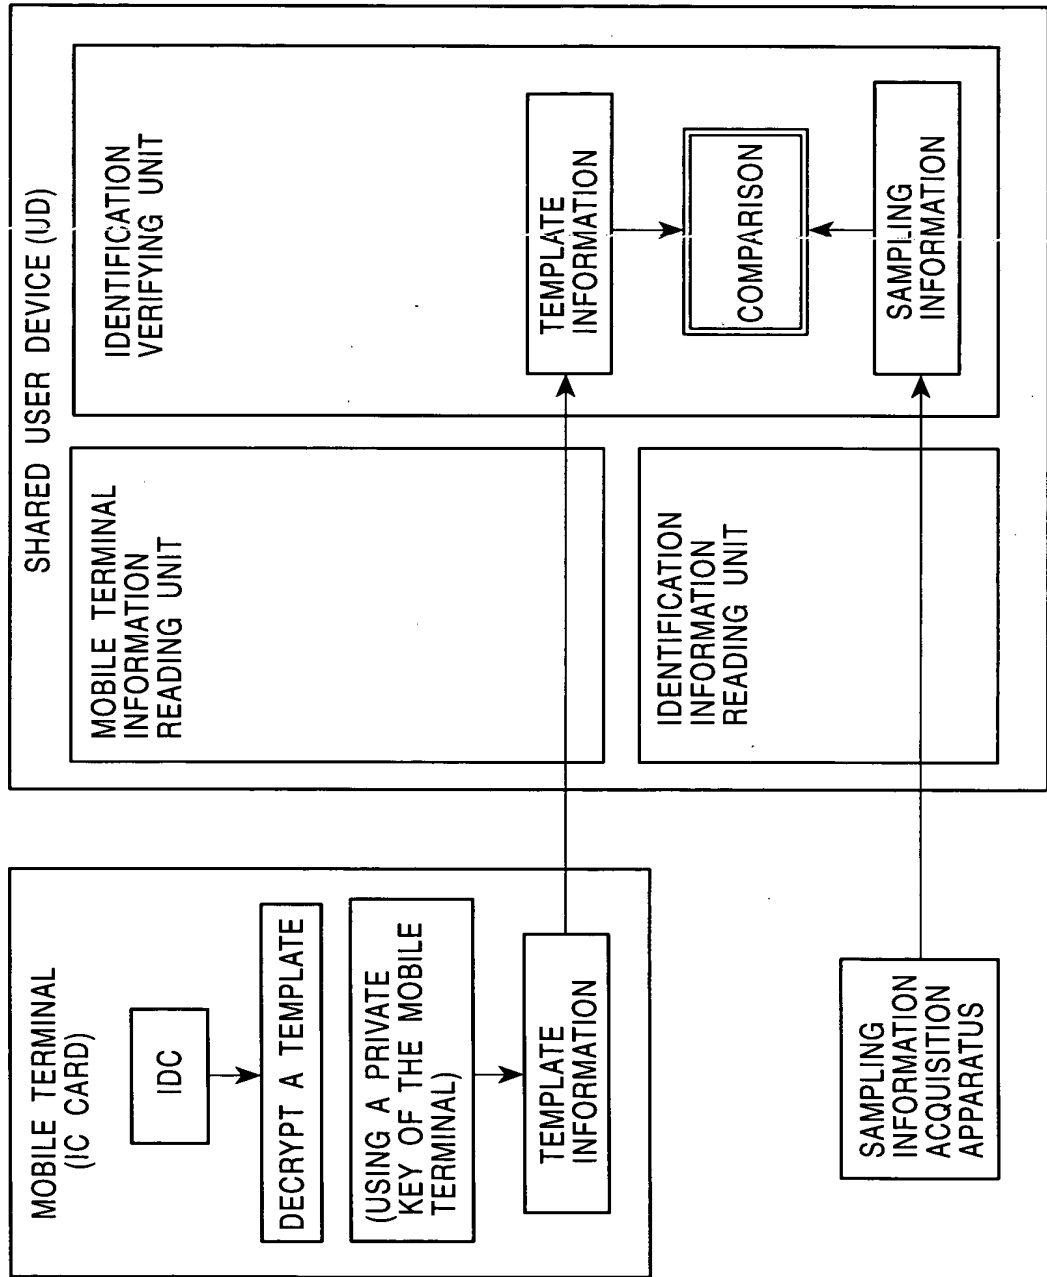 MOBILE TERMINAL
(IC CARD)
IDC
DECRYPT A TEMPLATE
(USING A PRIVATE
KEY OF THE MOBILE
TERMINAL)
TEMPLATE
INFORMATION
SAMPLING
INFORMATION
ACQUISITION
APPARATUS
SHARED USER DEVICE (UD)
MOBILE TERMINAL
INFORMATION
READING UNIT
IDENTIFICATION
INFORMATION
READING UNIT
IDENTIFICATION
VERIFYING UNIT
TEMPLATE
INFORMATION
COMPARISON
SAMPLING
INFORMATION